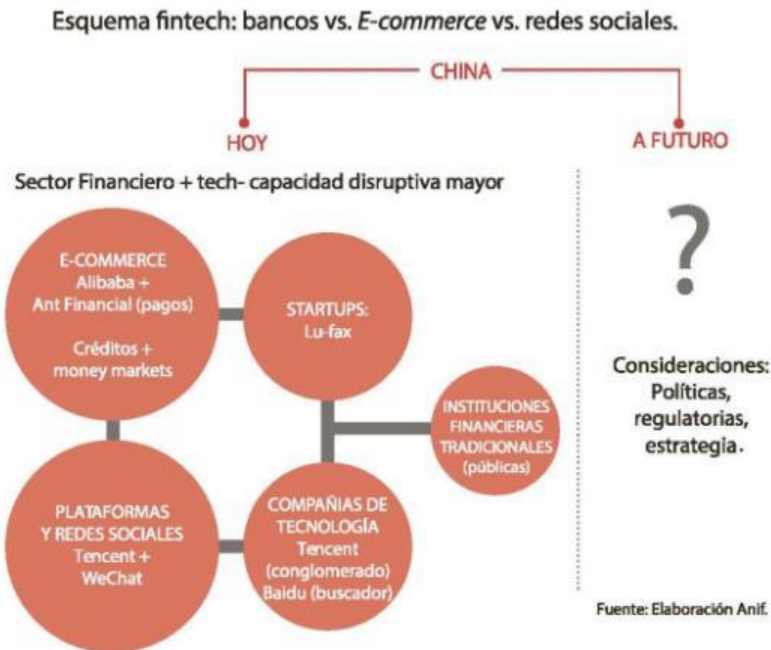 Esquema fintech: bancos vs. E-commerce vs. redes sociales.
CHINA
HOY
A FUTURO
Sector Financiero + tech- capacidad disruptiva mayor
E-COMMERCE
Alibaba +
Ant Financial (pagos)
Créditos +
money markets
STARTUPS:
Lu-fax
INSTITUCIONES
FINANCIERAS
TRADICIONALES
(públicas)
PLATAFORMAS
Y REDES SOCIALES
Tencent +
WeChat
COMPAÑIAS DE
TECNOLOGÍA
Tencent
(conglomerado)
Baidu (buscador)
?
Consideraciones:
Políticas,
regulatorias,
estrategia.
Fuente: Elaboración Anif.